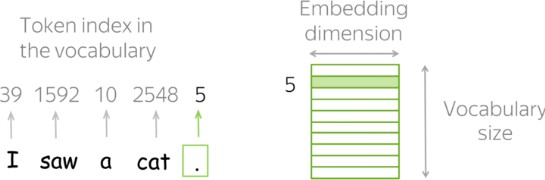 Token index in
the vocabulary
39 1592 10 2548 5
I saw a cat .
Embedding
dimension
5
Vocabulary
size